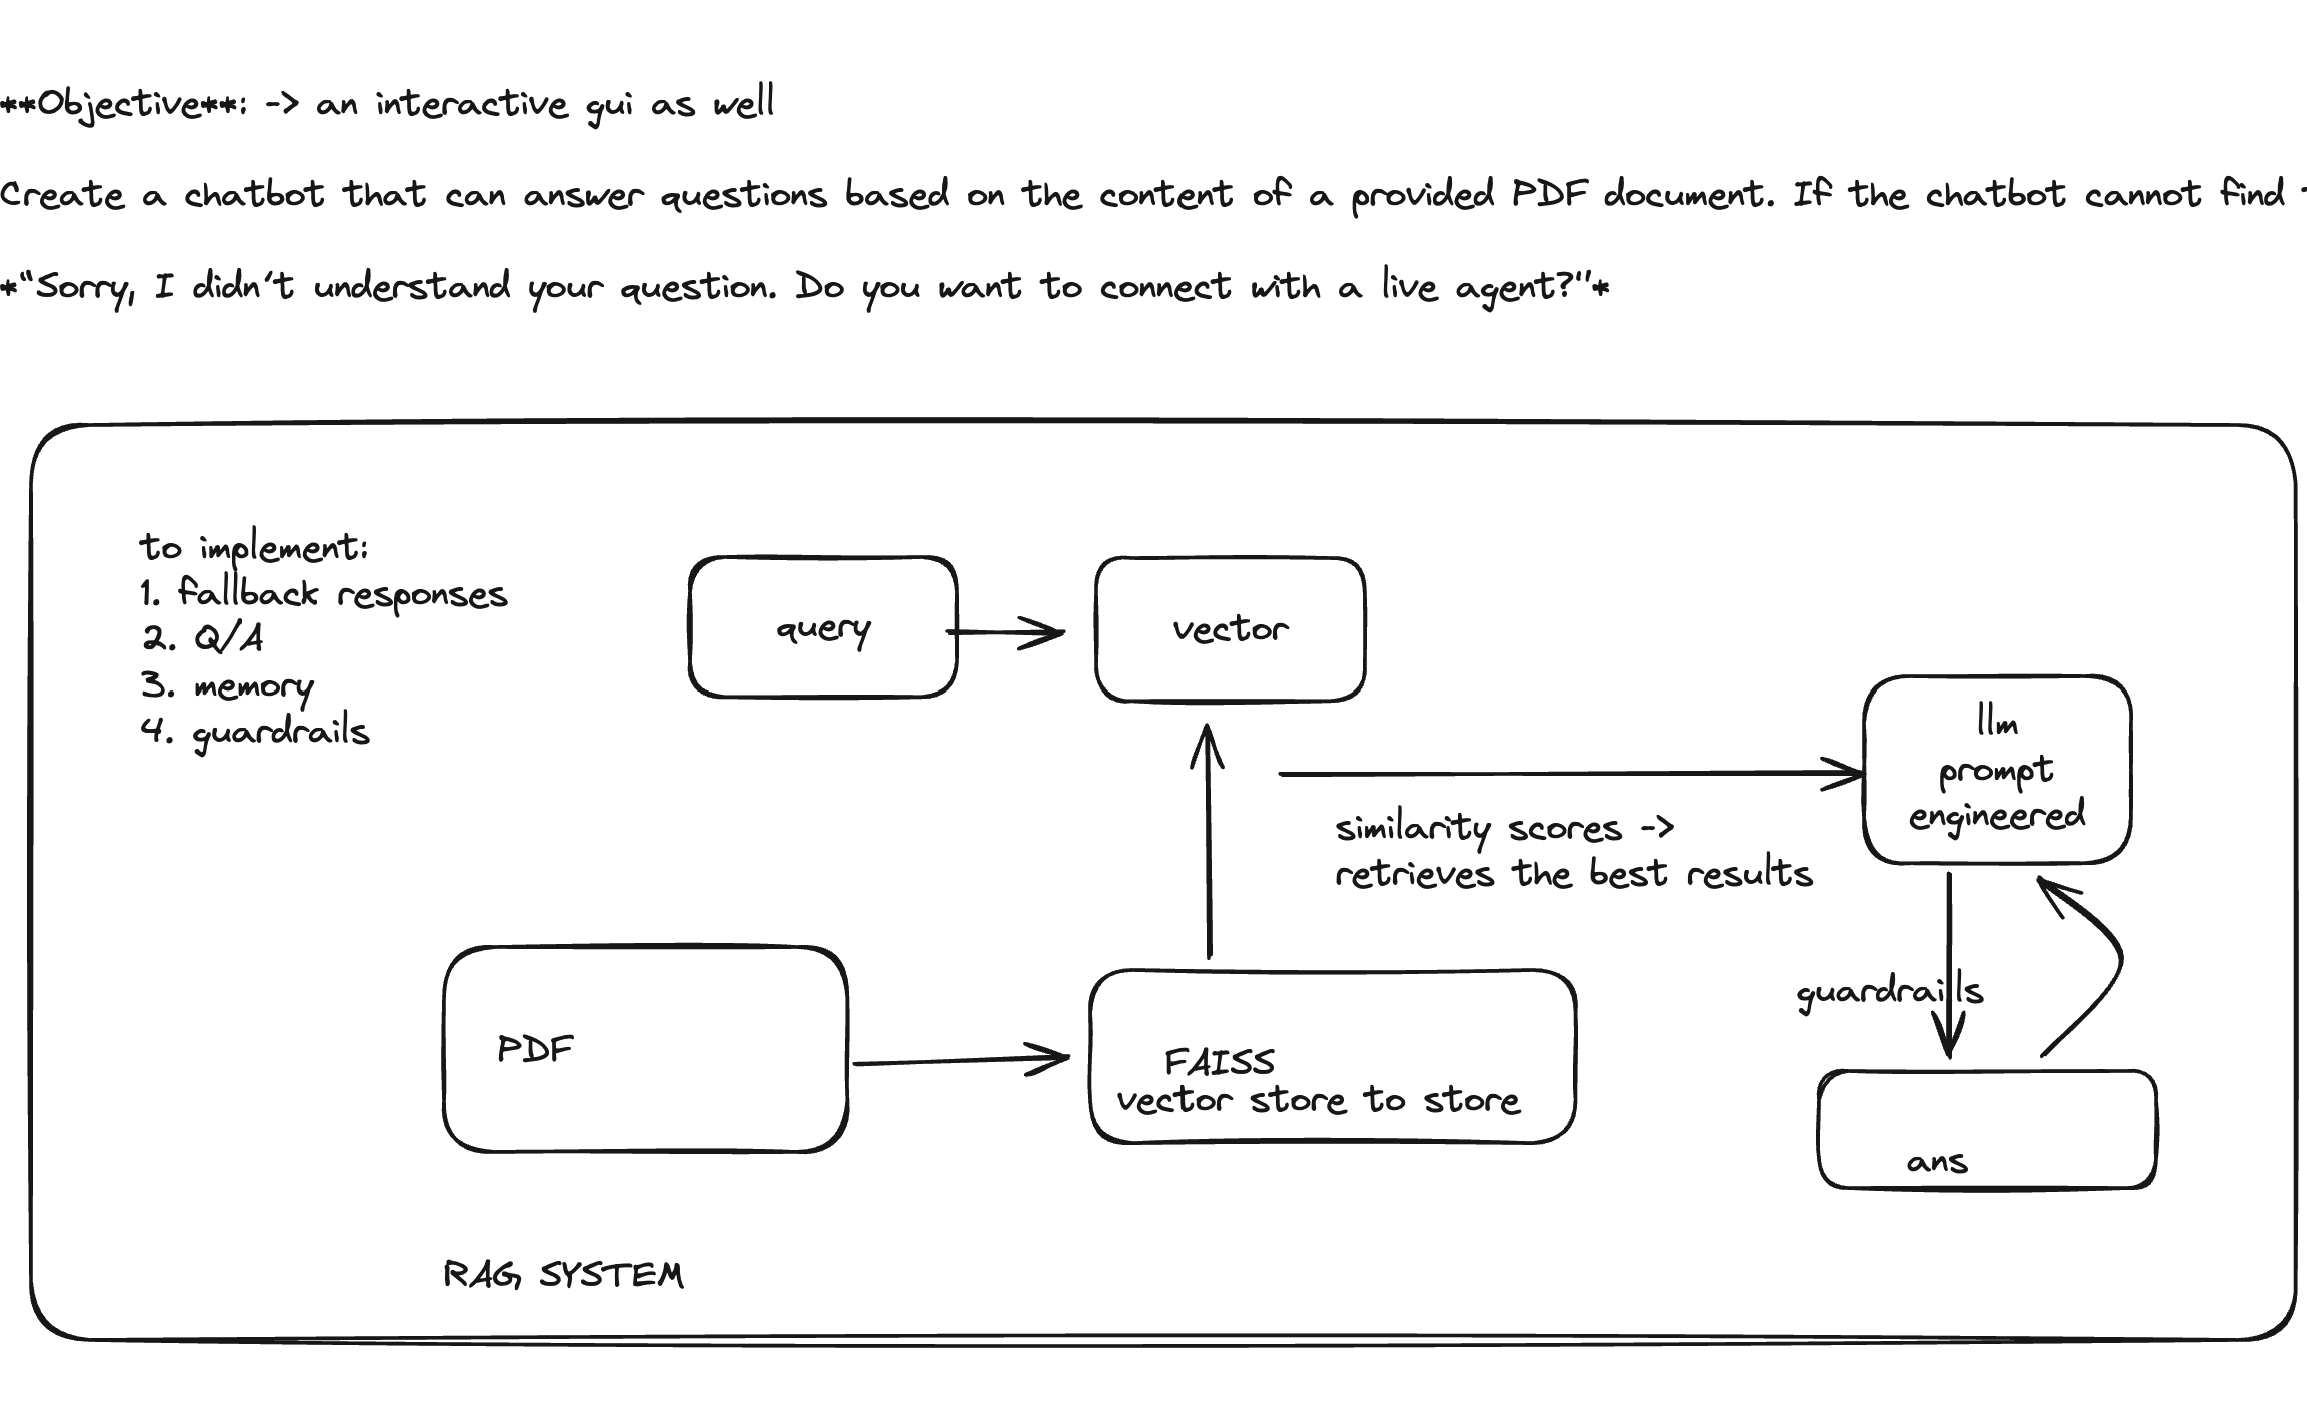 **Objective**: -> an interactive gui as well
Create a chatbot that can answer questions based on the content of a provided PDF document. If the chatbot cannot find
*"Sorry, I didn't understand your question. Do you want to connect with a live agent?"*
to implement:
1. fallback responses
2. Q/A
3. memory
4. guardrails
query
vector
llm
prompt
engineered
similarity scores ->
retrieves the best results
guardrails
PDF
FAISS
vector store to store
ans
RAG SYSTEM